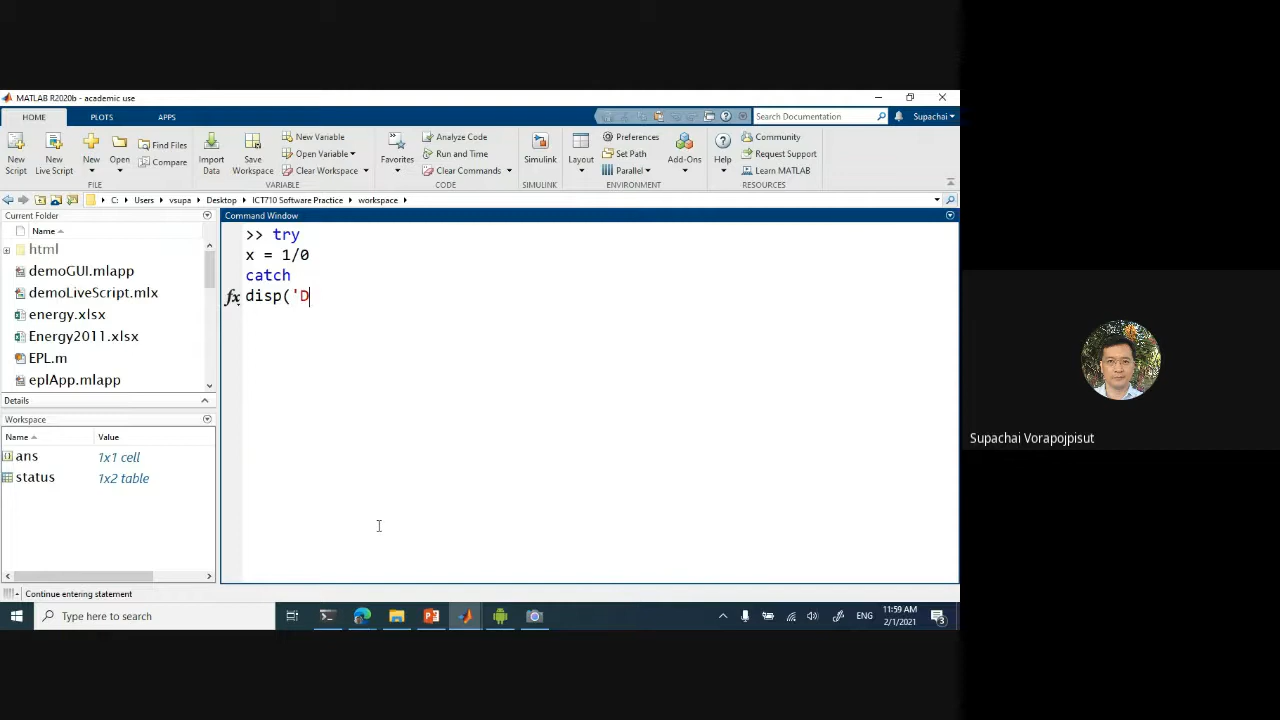 MATLAB R2020b - academic use
HOME PLOTS APPS
Search Documentation
Supachai
New Script
New Live Script
New
Open
Find Files
Compare
FILE
Import Data
Save Workspace
New Variable
Open Variable
Clear Workspace
VARIABLE
Favorites
Analyze Code
Run and Time
Clear Commands
CODE
Simulink
SIMULINK
Layout
Preferences
Set Path
Parallel
Add-Ons
ENVIRONMENT
Help
Community
Request Support
Learn MATLAB
RESOURCES
C: Users vsupa Desktop ICT710 Software Practice workspace
Current Folder
Name
html
demoGUI.mlapp
demoLiveScript.mlx
energy.xlsx
Energy2011.xlsx
EPL.m
eplApp.mlapp
Details
Workspace
Name Value
ans 1x1 cell
status 1x2 table
Command Window
>> try
x = 1/0
catch
fx disp('D
Supachai Vorapojpisut
Continue entering statement
Type here to search
ENG
11:59 AM
2/1/2021
3